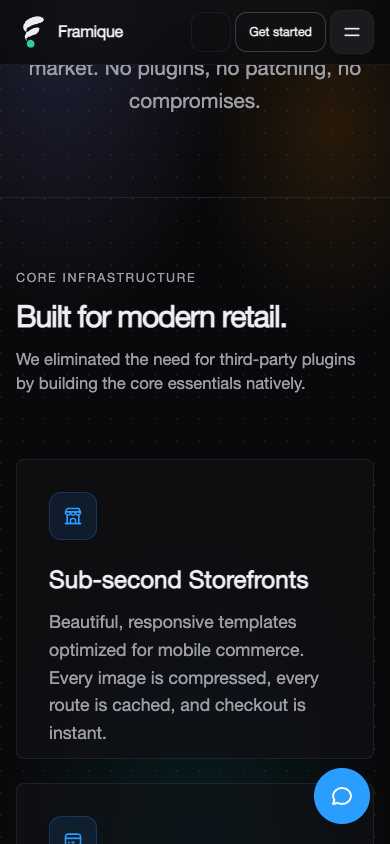 Framique
Get started
market. No plugins, no patching, no
compromises.
CORE INFRASTRUCTURE
Built for modern retail.
We eliminated the need for third-party plugins
by building the core essentials natively.
Sub-second Storefronts
Beautiful, responsive templates
optimized for mobile commerce.
Every image is compressed, every
route is cached, and checkout is
instant.